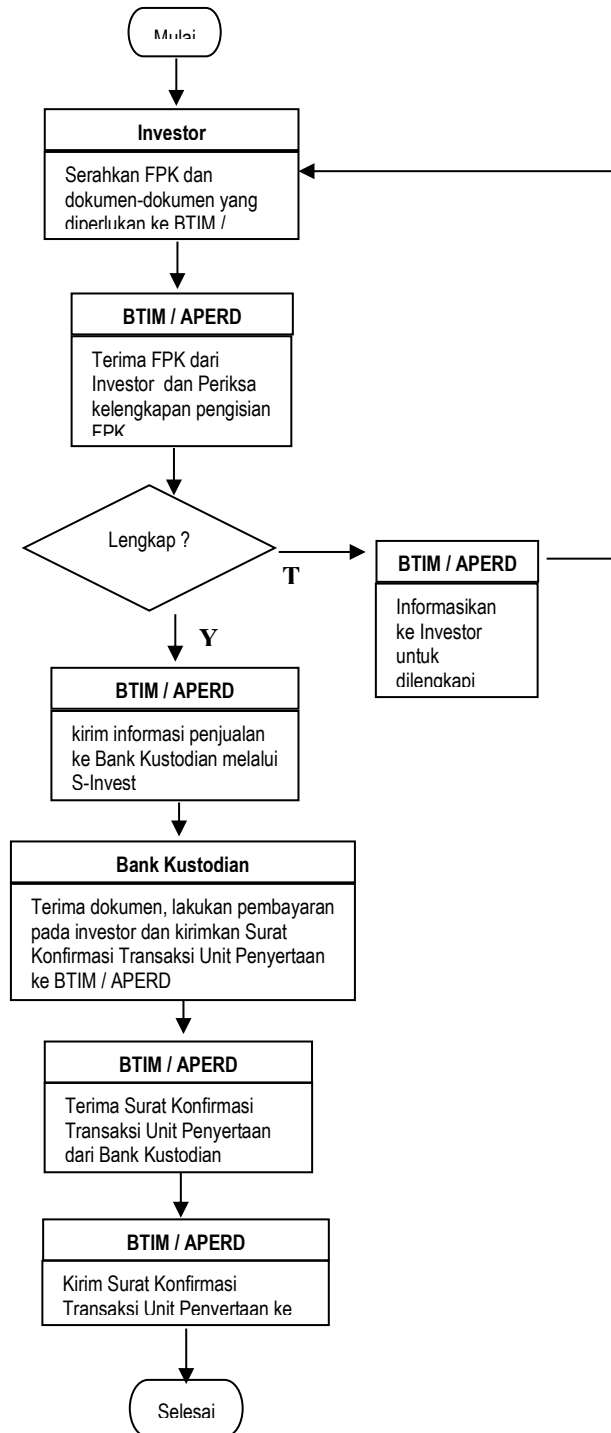 Mulai
Investor
Serahkan FPK dan
dokumen-dokumen yang
diperlukan ke BTIM /
BTIM / APERD
Terima FPK dari
Investor dan Periksa
kelengkapan pengisian
FPK
Lengkap ?
T
BTIM / APERD
Informasikan
ke Investor
untuk
dilengkapi
Y
BTIM / APERD
kirim informasi penjualan
ke Bank Kustodian melalui
S-Invest
Bank Kustodian
Terima dokumen, lakukan pembayaran
pada investor dan kirimkan Surat
Konfirmasi Transaksi Unit Penyertaan
ke BTIM / APERD
BTIM / APERD
Terima Surat Konfirmasi
Transaksi Unit Penyertaan
dari Bank Kustodian
BTIM / APERD
Kirim Surat Konfirmasi
Transaksi Unit Penyertaan ke
Selesai